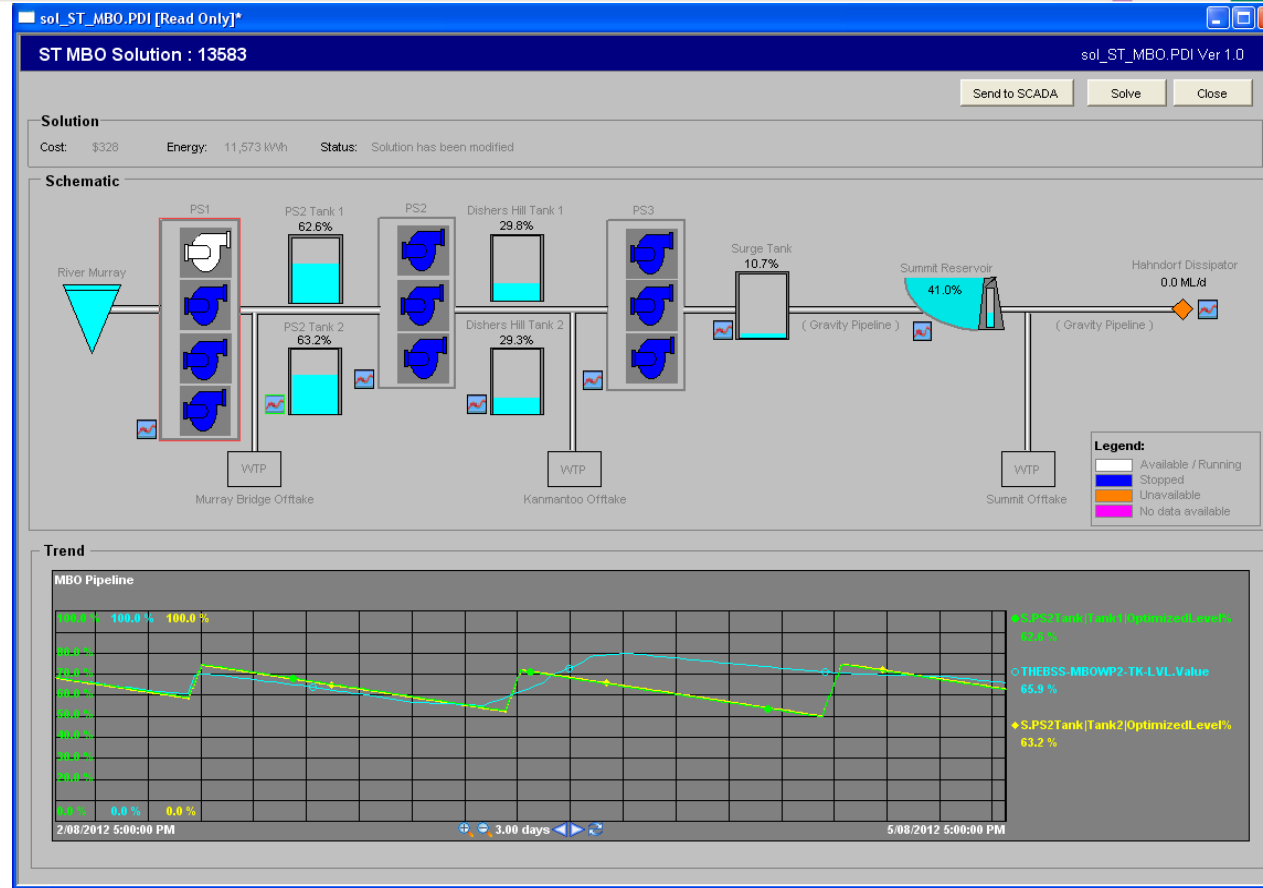 sol_ST_MBO.PDI [Read Only]*
ST MBO Solution : 13583
sol_ST_MBO.PDI Ver 1.0
Send to SCADA
Solve
Close
Solution
Cost: $328 Energy: 11,573 kWh Status: Solution has been modified
Schematic
PS1
PS2 Tank 1
62.6%
PS2
Dishers Hill Tank 1
29.8%
PS3
Surge Tank
10.7%
River Murray
Summit Reservoir
41.0%
Hahndorf Dissipator
0.0 ML/d
PS2 Tank 2
63.2%
Dishers Hill Tank 2
29.3%
( Gravity Pipeline )
( Gravity Pipeline )
WTP
Murray Bridge Offtake
WTP
Kanmantoo Offtake
WTP
Summit Offtake
Legend:
Available / Running
Stopped
Unavailable
No data available
Trend
MBO Pipeline
100.0 % 100.0 % 100.0 %
80.0 %
70.0 %
60.0 %
50.0 %
40.0 %
30.0 %
20.0 %
0.0 % 0.0 % 0.0 %
S.PS2Tank|Tank1|OptimizedLevel%
62.6 %
THEBSS-MBOWP2-TK-LVL.Value
65.9 %
S.PS2Tank|Tank2|OptimizedLevel%
63.2 %
2/08/2012 5:00:00 PM
3.00 days
5/08/2012 5:00:00 PM